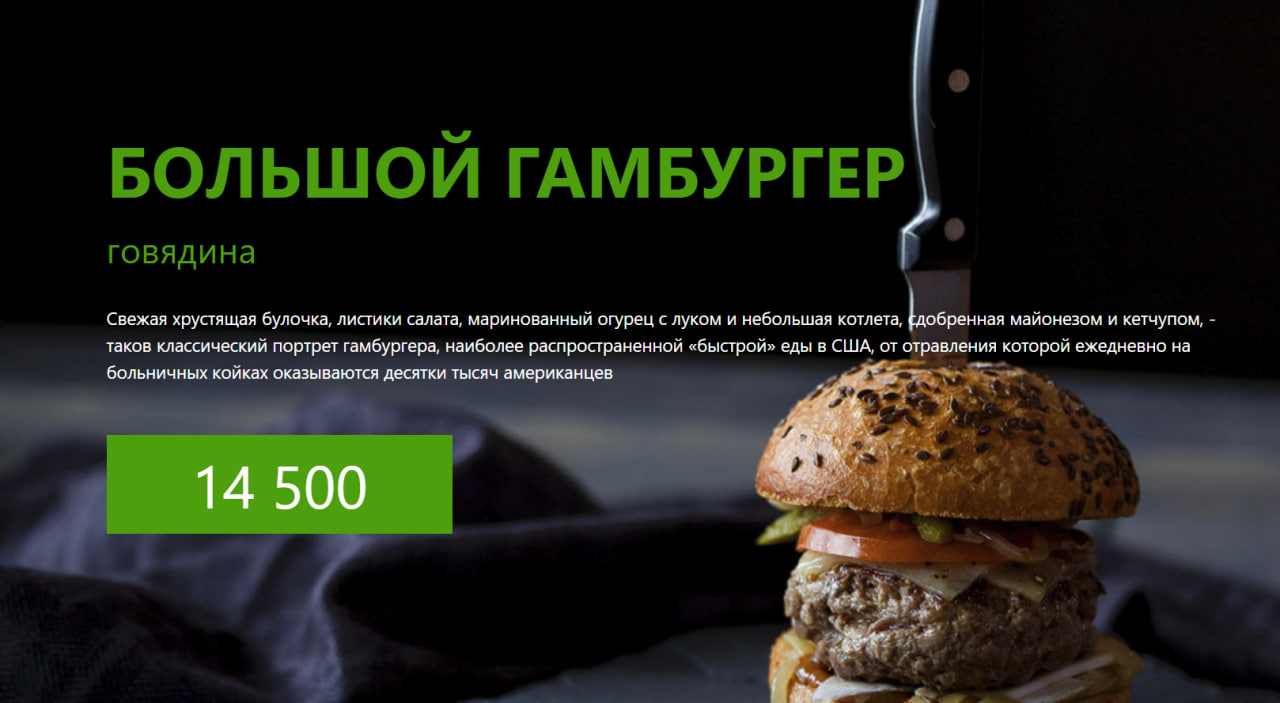 БОЛЬШОЙ ГАМБУРГЕР
говядина
Свежая хрустящая булочка, листики салата, маринованный огурец с луком и небольшая котлета, сдобренная майонезом и кетчупом, -
таков классический портрет гамбургера, наиболее распространенной «быстрой» еды в США, от отравления которой ежедневно на
больничных койках оказываются десятки тысяч американцев
14 500